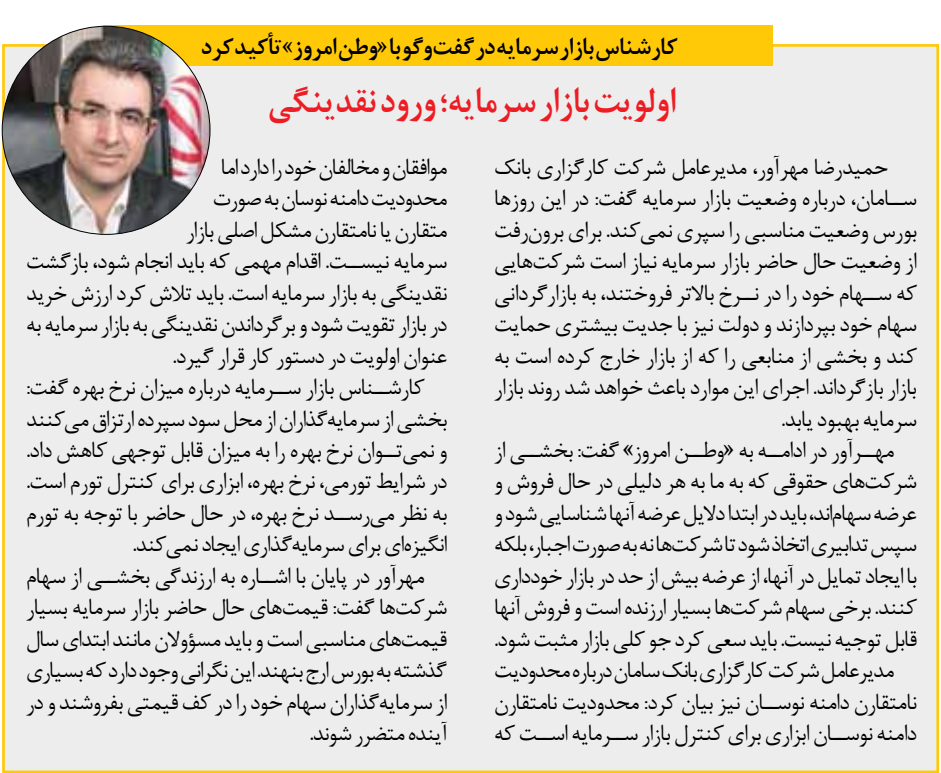 کارشناس بازار سرمایه در گفت‌وگو با «وطن امروز» تأکید کرد
اولویت بازار سرمایه؛ ورود نقدینگی
حمیدرضا مهرآور، مدیرعامل شرکت کارگزاری بانک
سامان، درباره وضعیت بازار سرمایه گفت: در این روزها
بورس وضعیت مناسبی را سپری نمی‌کند. برای برون‌رفت
از وضعیت حال حاضر بازار سرمایه نیاز است شرکت‌هایی
که سهام خود را در نرخ بالاتر فروختند، به بازارگردانی
سهام خود بپردازند و دولت نیز با جدیت بیشتری حمایت
کند و بخشی از منابعی را که از بازار خارج کرده است به
بازار بازگرداند. اجرای این موارد باعث خواهد شد روند بازار
سرمایه بهبود یابد.
مهرآور در ادامه به «وطن امروز» گفت: بخشی از
شرکت‌های حقوقی که به ما به هر دلیلی در حال فروش و
عرضه سهام‌اند، باید در ابتدا دلایل عرضه آنها شناسایی شود و
سپس تدابیری اتخاذ شود تا شرکت‌ها نه به صورت اجبار، بلکه
با ایجاد تمایل در آنها، از عرضه بیش از حد در بازار خودداری
کنند. برخی سهام شرکت‌ها بسیار ارزنده است و فروش آنها
قابل توجیه نیست. باید سعی کرد جو کلی بازار مثبت شود.
مدیرعامل شرکت کارگزاری بانک سامان درباره محدودیت
نامتقارن دامنه نوسان نیز بیان کرد: محدودیت نامتقارن
دامنه نوسان ابزاری برای کنترل بازار سرمایه است که
موافقان و مخالفان خود را دارد اما
محدودیت دامنه نوسان به صورت
متقارن یا نامتقارن مشکل اصلی بازار
سرمایه نیست. اقدام مهمی که باید انجام شود، بازگشت
نقدینگی به بازار سرمایه است. باید تلاش کرد ارزش خرید
در بازار تقویت شود و برگرداندن نقدینگی به بازار سرمایه به
عنوان اولویت در دستور کار قرار گیرد.
کارشناس بازار سرمایه درباره میزان نرخ بهره گفت:
بخشی از سرمایه‌گذاران از محل سود سپرده ارتزاق می‌کنند
و نمی‌توان نرخ بهره را به میزان قابل توجهی کاهش داد.
در شرایط تورمی، نرخ بهره، ابزاری برای کنترل تورم است.
به نظر می‌رسد نرخ بهره، در حال حاضر با توجه به تورم
انگیزه‌ای برای سرمایه‌گذاری ایجاد نمی‌کند.
مهرآور در پایان با اشاره به ارزندگی بخشی از سهام
شرکت‌ها گفت: قیمت‌های حال حاضر بازار سرمایه بسیار
قیمت‌های مناسبی است و باید مسؤولان مانند ابتدای سال
گذشته به بورس ارج بنهند. این نگرانی وجود دارد که بسیاری
از سرمایه‌گذاران سهام خود را در کف قیمتی بفروشند و در
آینده متضرر شوند.